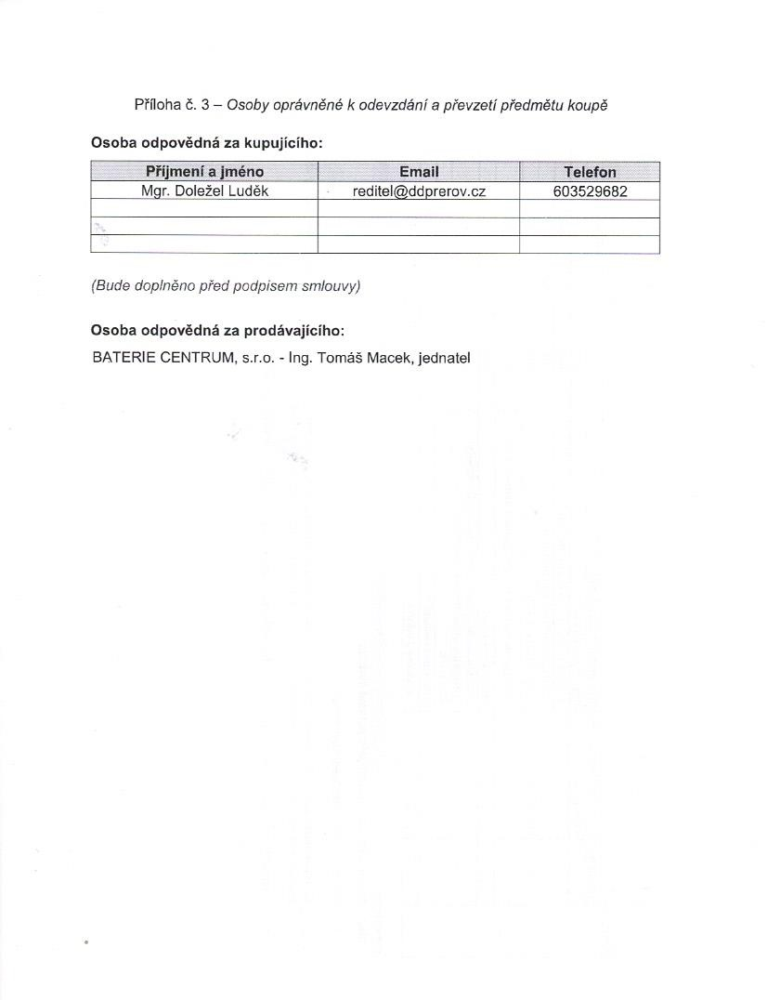 Příloha č. 3 – Osoby oprávněné k odevzdání a převzetí předmětu koupě
Osoba odpovědná za kupujícího:
Příjmení a jméno Email Telefon
Mgr. Doležel Luděk reditel@ddprerov.cz 603529682
(Bude doplněno před podpisem smlouvy)
Osoba odpovědná za prodávajícího:
BATERIE CENTRUM, s.r.o. - Ing. Tomáš Macek, jednatel